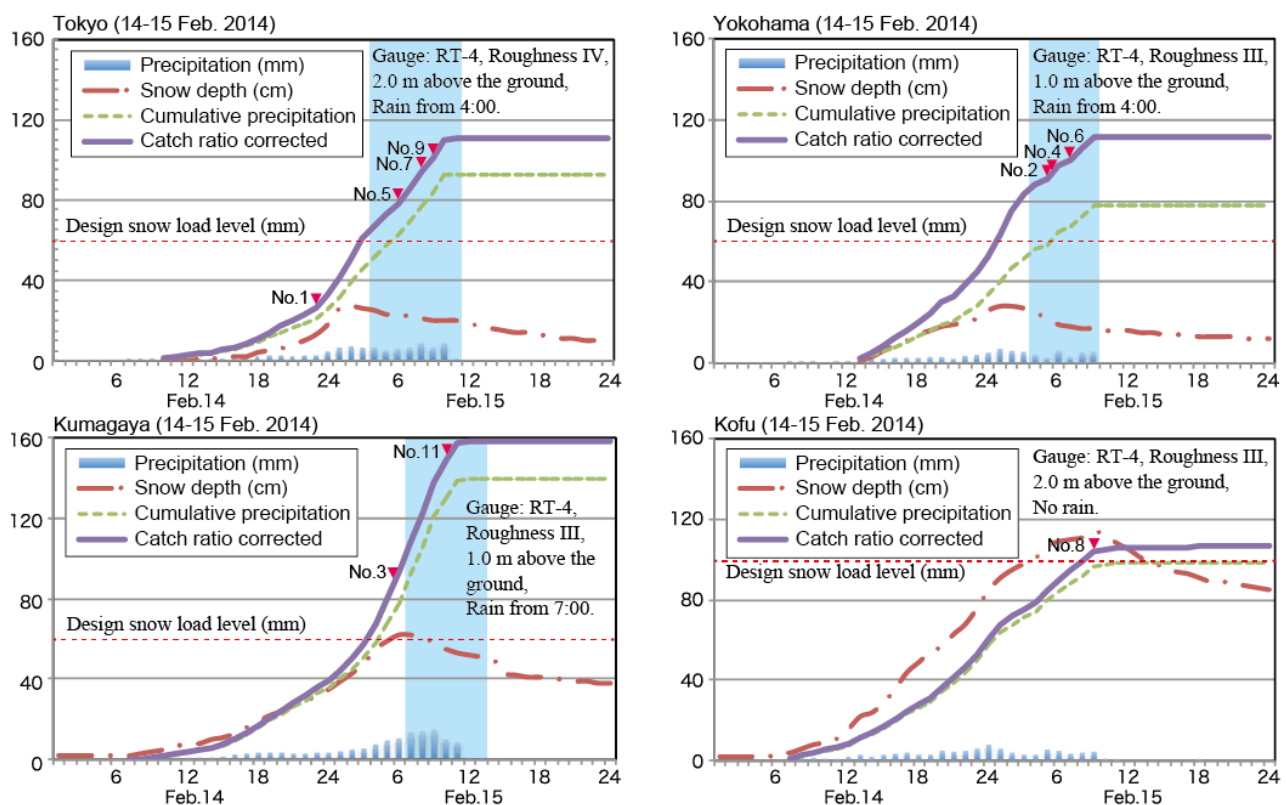 Tokyo (14-15 Feb. 2014)
160
120
80
40
0
Precipitation (mm)
Snow depth (cm)
Cumulative precipitation
Catch ratio corrected
Gauge: RT-4, Roughness IV,
2.0 m above the ground,
Rain from 4:00.
No.9
No.7
No.5
No.1
Design snow load level (mm)
6 12 18 24 6 12 18 24
Feb.14 Feb.15
Yokohama (14-15 Feb. 2014)
160
120
80
40
0
Precipitation (mm)
Snow depth (cm)
Cumulative precipitation
Catch ratio corrected
Gauge: RT-4, Roughness III,
1.0 m above the ground,
Rain from 4:00.
No.6
No.4
No.2
Design snow load level (mm)
6 12 18 24 6 12 18 24
Feb.14 Feb.15
Kumagaya (14-15 Feb. 2014)
160
120
80
40
0
Precipitation (mm)
Snow depth (cm)
Cumulative precipitation
Catch ratio corrected
No.11
Gauge: RT-4,
Roughness III,
1.0 m above the
ground,
Rain from 7:00.
No.3
Design snow load level (mm)
6 12 18 24 6 12 18 24
Feb.14 Feb.15
Kofu (14-15 Feb. 2014)
160
120
80
40
0
Precipitation (mm)
Snow depth (cm)
Cumulative precipitation
Catch ratio corrected
Gauge: RT-4, Roughness III,
2.0 m above the ground,
No rain.
No.8
Design snow load level (mm)
6 12 18 24 6 12 18 24
Feb.14 Feb.15